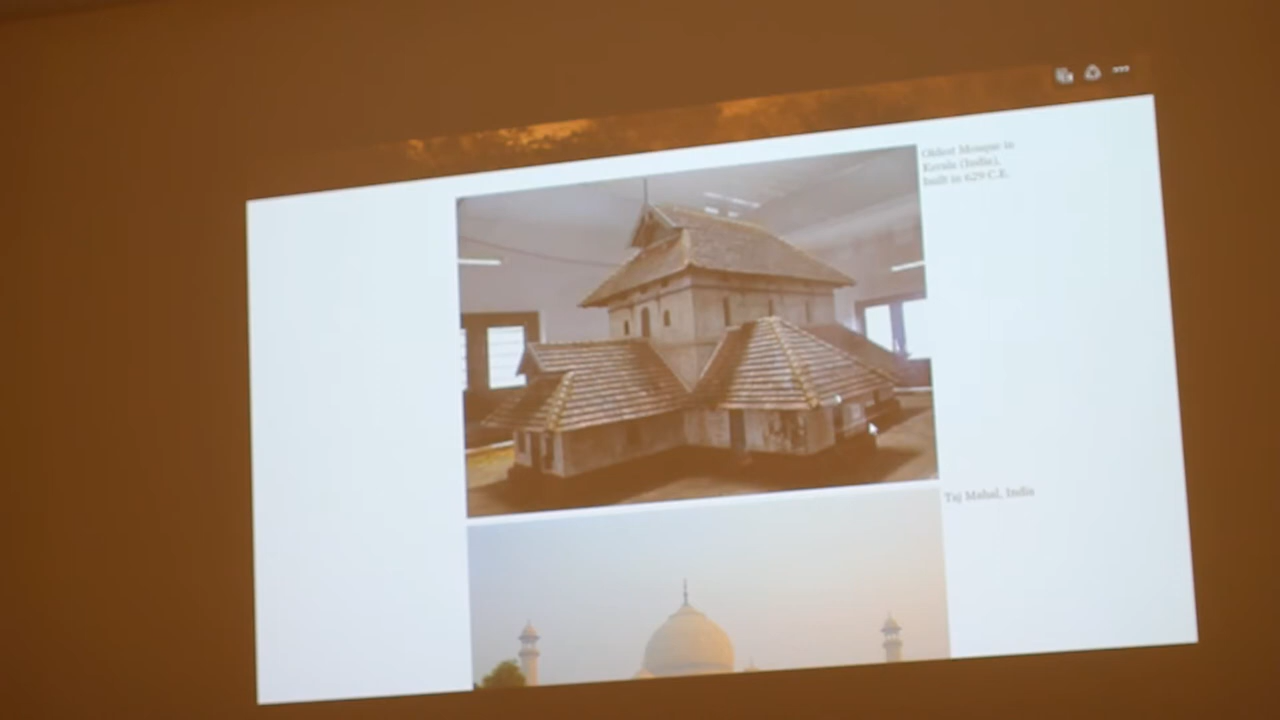 Oldest Mosque in
Kerala (India),
built in 629 C.E.
Taj Mahal, India